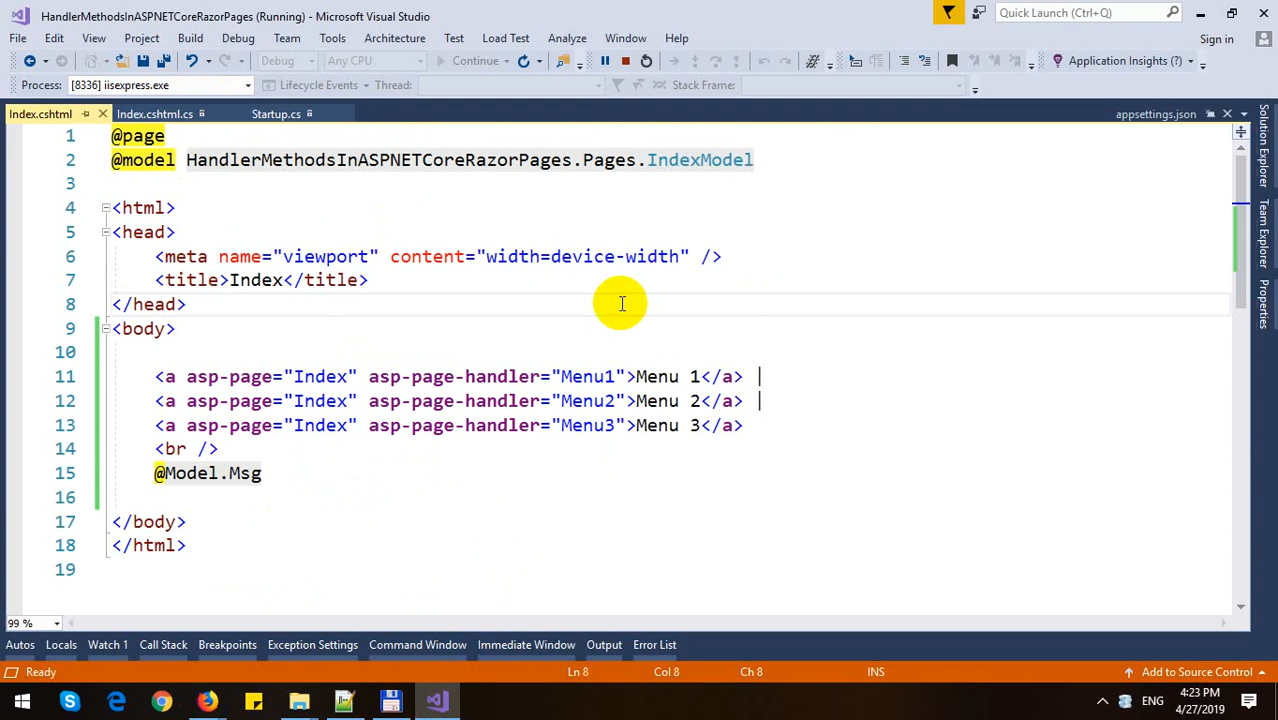 HandlerMethodsInASPNETCoreRazorPages (Running) - Microsoft Visual Studio
Quick Launch (Ctrl+Q)
File Edit View Project Build Debug Team Tools Architecture Test Load Test Analyze Window Help
Sign in
Debug Any CPU Continue Application Insights (?)
Process: [8336] iisexpress.exe Lifecycle Events Thread: Stack Frame:
Index.cshtml Index.cshtml.cs Startup.cs appsettings.json
1 @page
2 @model HandlerMethodsInASPNETCoreRazorPages.Pages.IndexModel
3
4 <html>
5 <head>
6 <meta name="viewport" content="width=device-width" />
7 <title>Index</title>
8 </head>
9 <body>
10
11 <a asp-page="Index" asp-page-handler="Menu1">Menu 1</a> |
12 <a asp-page="Index" asp-page-handler="Menu2">Menu 2</a> |
13 <a asp-page="Index" asp-page-handler="Menu3">Menu 3</a>
14 <br />
15 @Model.Msg
16
17 </body>
18 </html>
19
Solution Explorer
Team Explorer
Properties
99 %
Autos Locals Watch 1 Call Stack Breakpoints Exception Settings Command Window Immediate Window Output Error List
Ready Ln 8 Col 8 Ch 8 INS Add to Source Control
ENG
4:23 PM
4/27/2019